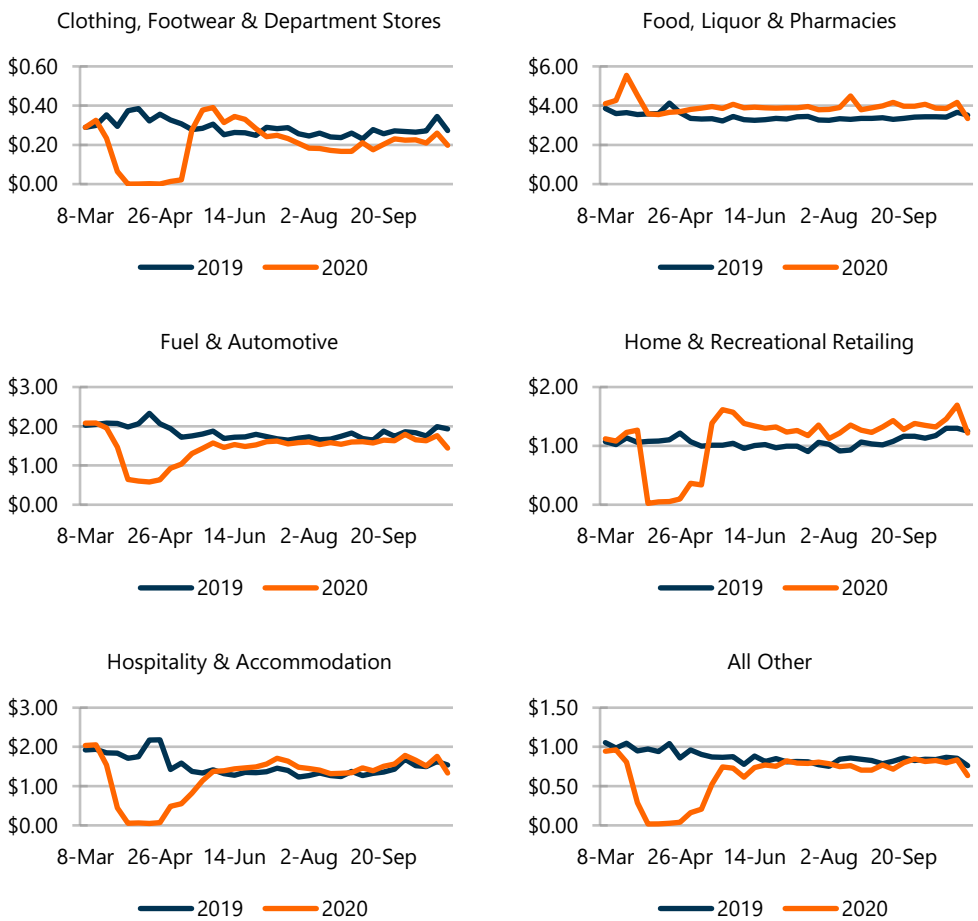 Clothing, Footwear & Department Stores
$0.60
$0.40
$0.20
$0.00
8-Mar 26-Apr 14-Jun 2-Aug 20-Sep
2019 2020
Food, Liquor & Pharmacies
$6.00
$4.00
$2.00
$0.00
8-Mar 26-Apr 14-Jun 2-Aug 20-Sep
2019 2020
Fuel & Automotive
$3.00
$2.00
$1.00
$0.00
8-Mar 26-Apr 14-Jun 2-Aug 20-Sep
2019 2020
Home & Recreational Retailing
$2.00
$1.00
$0.00
8-Mar 26-Apr 14-Jun 2-Aug 20-Sep
2019 2020
Hospitality & Accommodation
$3.00
$2.00
$1.00
$0.00
8-Mar 26-Apr 14-Jun 2-Aug 20-Sep
2019 2020
All Other
$1.50
$1.00
$0.50
$0.00
8-Mar 26-Apr 14-Jun 2-Aug 20-Sep
2019 2020